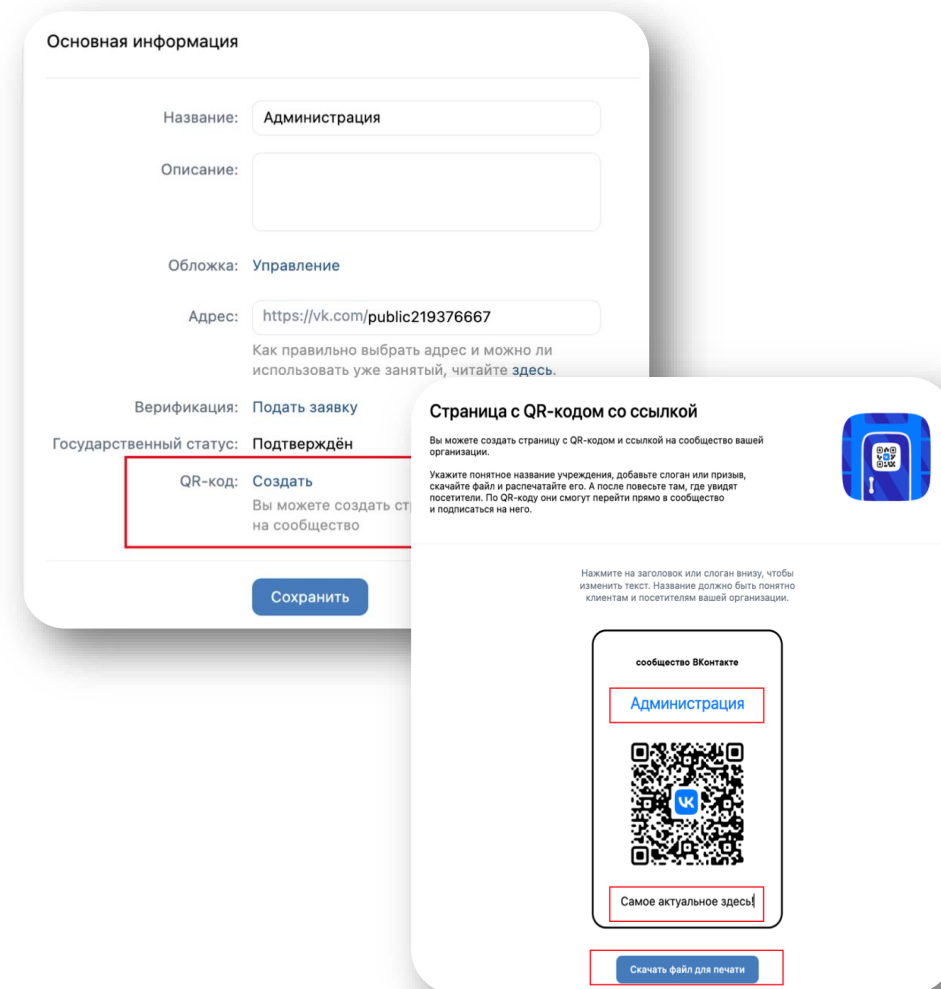 Основная информация
Название: Администрация
Описание:
Обложка: Управление
Адрес: https://vk.com/public219376667
Как правильно выбрать адрес и можно ли
использовать уже занятый, читайте здесь.
Верификация: Подать заявку
Государственный статус: Подтверждён
QR-код: Создать
Вы можете создать
на сообщество
Сохранить
Страница с QR-кодом со ссылкой
Вы можете создать страницу с QR-кодом и ссылкой на сообщество вашей
организации.
Укажите понятное название учреждения, добавьте слоган или призыв,
скачайте файл и распечатайте его. А после повесьте там, где увидят
посетители. По QR-коду они смогут перейти прямо в сообщество
и подписаться на него.
Нажмите на заголовок или слоган внизу, чтобы
изменить текст. Название должно быть понятно
клиентам и посетителям вашей организации.
сообщество ВКонтакте
Администрация
Самое актуальное здесь!
Скачать файл для печати